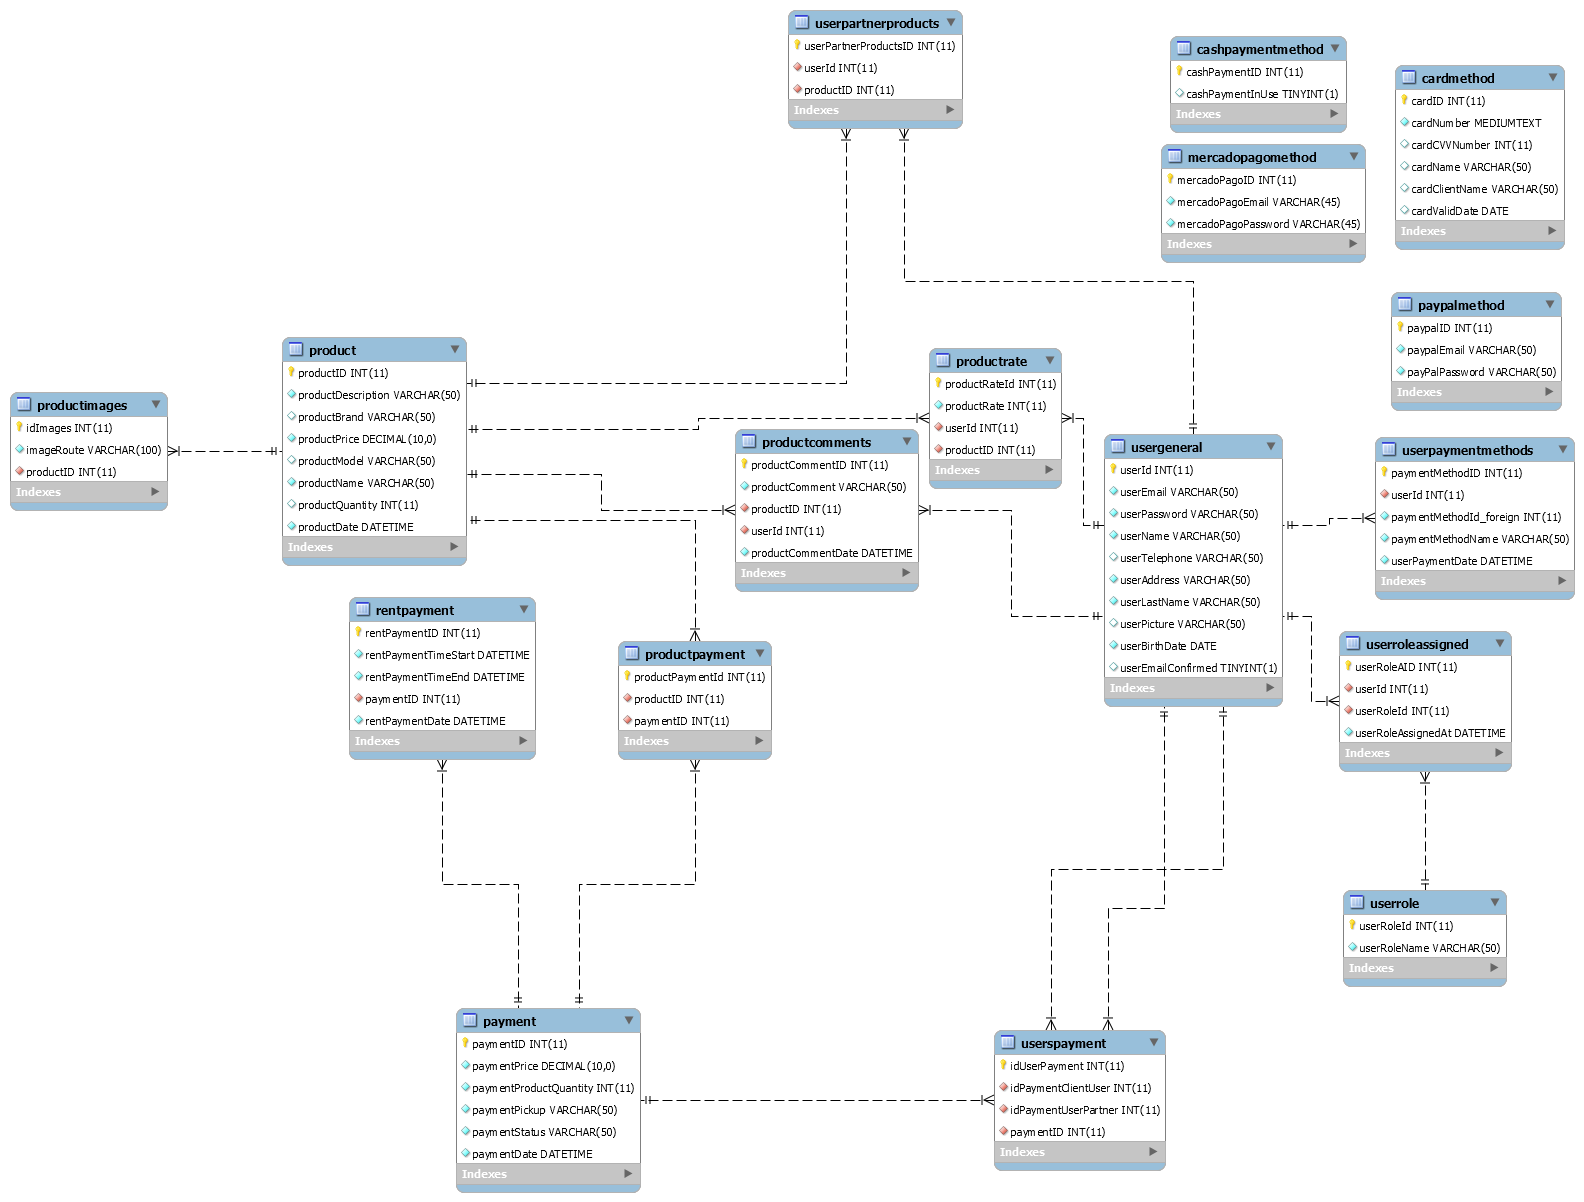 userpartnerproducts
userPartnerProductsID INT(11)
userId INT(11)
productID INT(11)
Indexes
cashpaymentmethod
cashPaymentID INT(11)
cashPaymentInUse TINYINT(1)
Indexes
cardmethod
cardID INT(11)
cardNumber MEDIUMTEXT
cardCVVNumber INT(11)
cardName VARCHAR(50)
cardClientName VARCHAR(50)
cardValidDate DATE
Indexes
mercadopagomethod
mercadoPagoID INT(11)
mercadoPagoEmail VARCHAR(45)
mercadoPagoPassword VARCHAR(45)
Indexes
paypalmethod
paypalID INT(11)
paypalEmail VARCHAR(50)
payPalPassword VARCHAR(50)
Indexes
product
productID INT(11)
productDescription VARCHAR(50)
productBrand VARCHAR(50)
productPrice DECIMAL(10,0)
productModel VARCHAR(50)
productName VARCHAR(50)
productQuantity INT(11)
productDate DATETIME
Indexes
productimages
idImages INT(11)
imageRoute VARCHAR(100)
productID INT(11)
Indexes
productrate
productRateId INT(11)
productRate INT(11)
userId INT(11)
productID INT(11)
Indexes
productcomments
productCommentID INT(11)
productComment VARCHAR(50)
productID INT(11)
userId INT(11)
productCommentDate DATETIME
Indexes
usergeneral
userId INT(11)
userEmail VARCHAR(50)
userPassword VARCHAR(50)
userName VARCHAR(50)
userTelephone VARCHAR(50)
userAddress VARCHAR(50)
userLastName VARCHAR(50)
userPicture VARCHAR(50)
userBirthDate DATE
userEmailConfirmed TINYINT(1)
Indexes
userpaymentmethods
paymentMethodID INT(11)
userId INT(11)
paymentMethodId_foreign INT(11)
paymentMethodName VARCHAR(50)
userPaymentDate DATETIME
Indexes
rentpayment
rentPaymentID INT(11)
rentPaymentTimeStart DATETIME
rentPaymentTimeEnd DATETIME
paymentID INT(11)
rentPaymentDate DATETIME
Indexes
productpayment
productPaymentId INT(11)
productID INT(11)
paymentID INT(11)
Indexes
userroleassigned
userRoleAID INT(11)
userId INT(11)
userRoleId INT(11)
userRoleAssignedAt DATETIME
Indexes
userrole
userRoleId INT(11)
userRoleName VARCHAR(50)
Indexes
payment
paymentID INT(11)
paymentPrice DECIMAL(10,0)
paymentProductQuantity INT(11)
paymentPickup VARCHAR(50)
paymentStatus VARCHAR(50)
paymentDate DATETIME
Indexes
userspayment
idUserPayment INT(11)
idPaymentClientUser INT(11)
idPaymentUserPartner INT(11)
paymentID INT(11)
Indexes